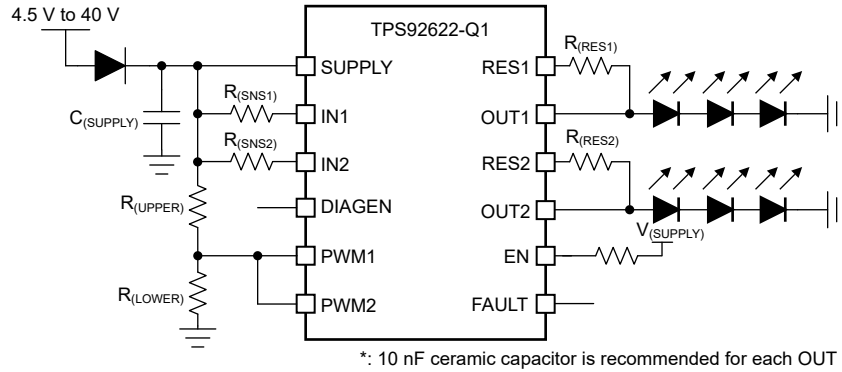 4.5 V to 40 V
TPS92622-Q1
SUPPLY
RES1
R(RES1)
R(SNS1)
C(SUPPLY)
IN1
OUT1
R(SNS2)
R(RES2)
IN2
RES2
R(UPPER)
DIAGEN
OUT2
V(SUPPLY)
PWM1
EN
R(LOWER)
PWM2
FAULT
*: 10 nF ceramic capacitor is recommended for each OUT